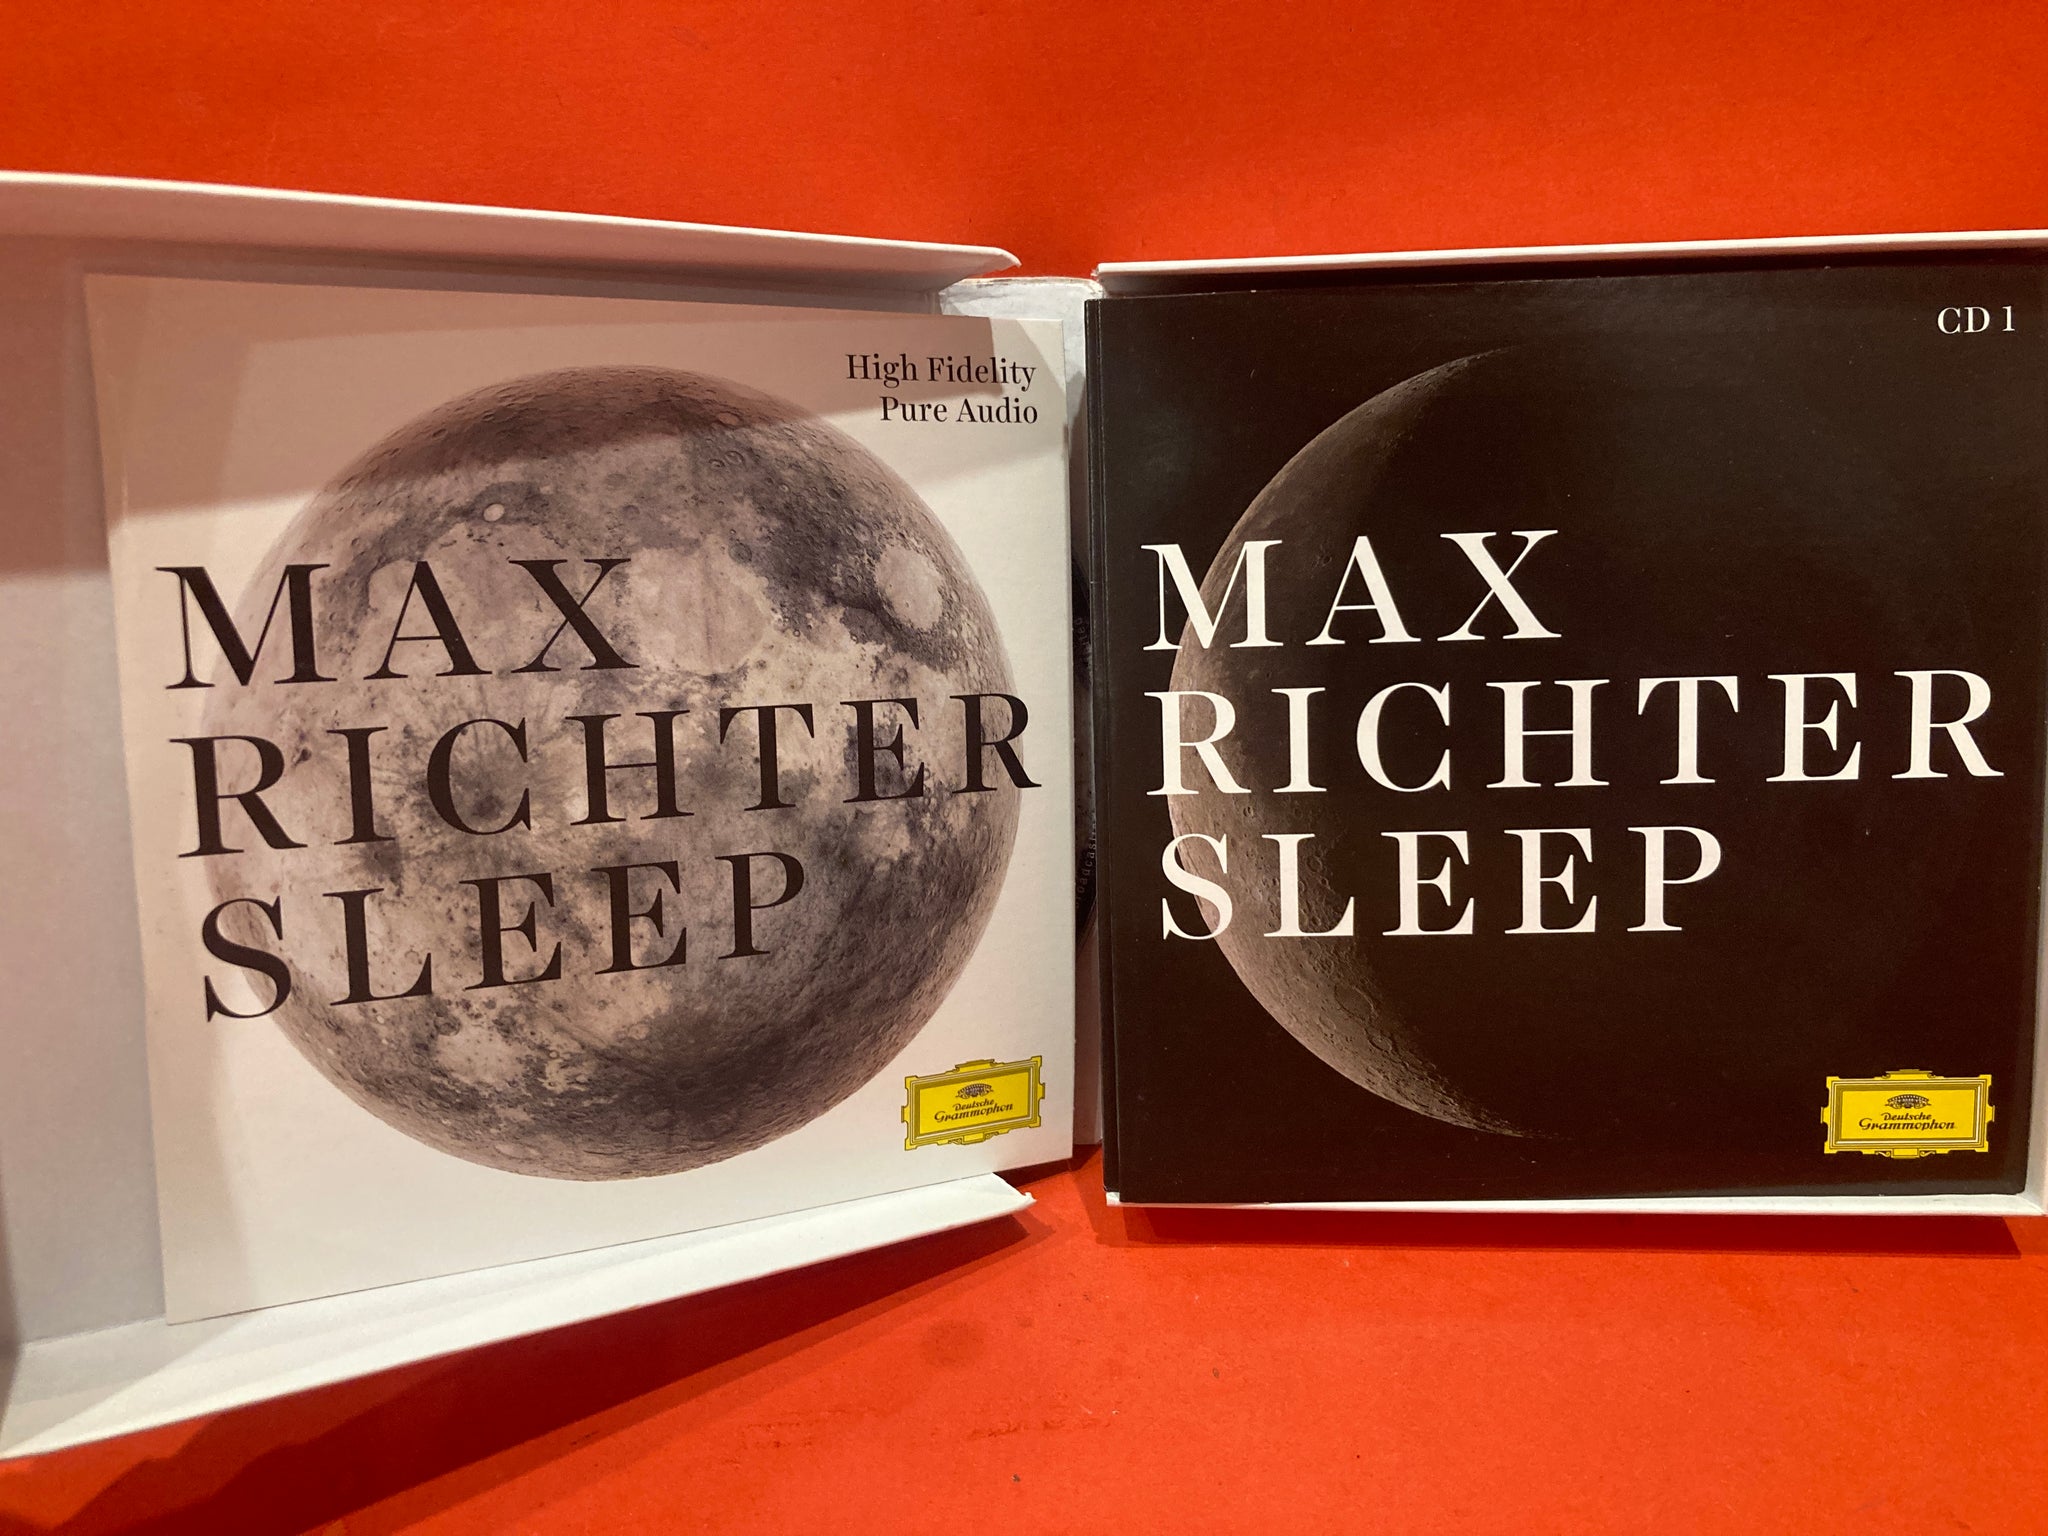 High Fidelity
Pure Audio
MAX
RICHTER
SLEEP
Deutsche
Grammophon
CD 1
MAX
RICHTER
SLEEP
Deutsche
Grammophon